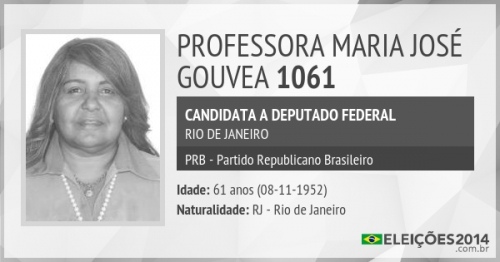 PROFESSORA MARIA JOSÉ
GOUVEA 1061
CANDIDATA A DEPUTADO FEDERAL
RIO DE JANEIRO
PRB - Partido Republicano Brasileiro
Idade: 61 anos (08-11-1952)
Naturalidade: RJ - Rio de Janeiro
ELEIÇÕES2014
.com.br